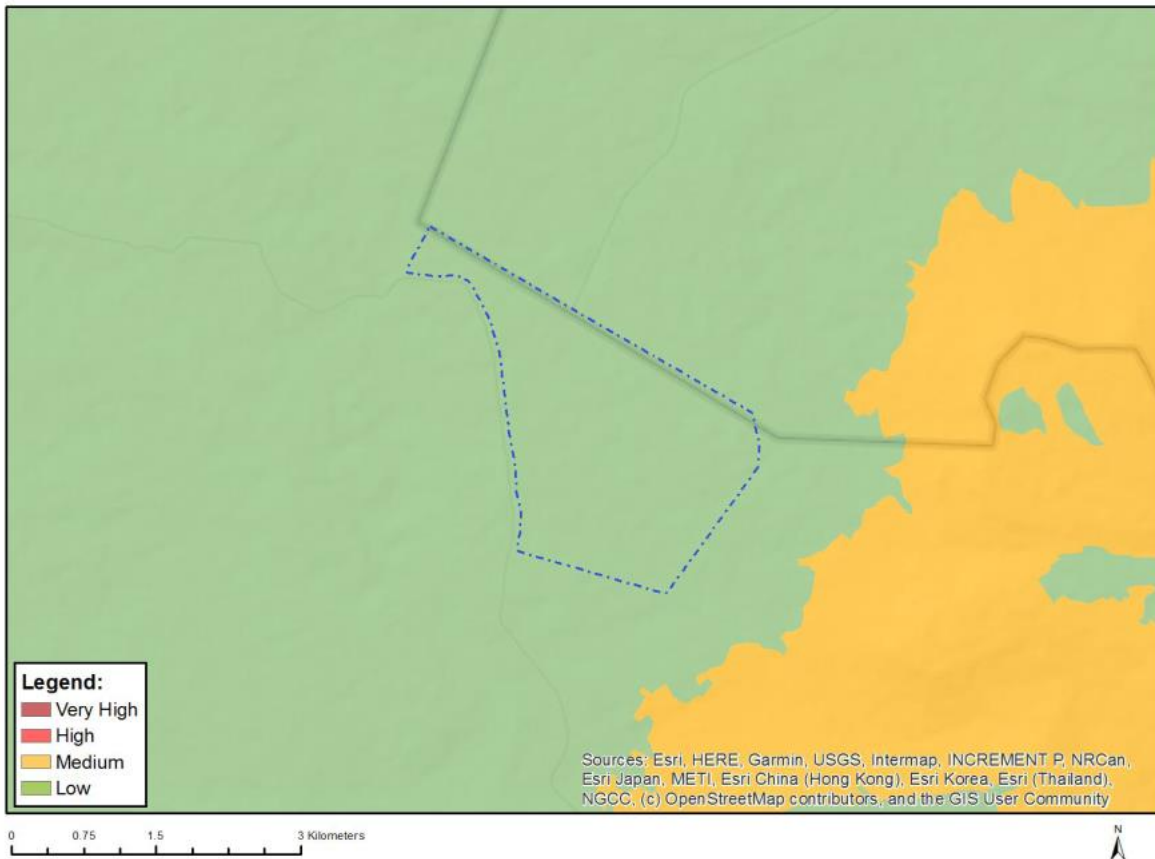 Legend:
Very High
High
Medium
Low
Sources: Esri, HERE, Garmin, USGS, Intermap, INCREMENT P, NRCan,
Esri Japan, METI, Esri China (Hong Kong), Esri Korea, Esri (Thailand),
NGCC, (c) OpenStreetMap contributors, and the GIS User Community
0 0.75 1.5 3 Kilometers
N